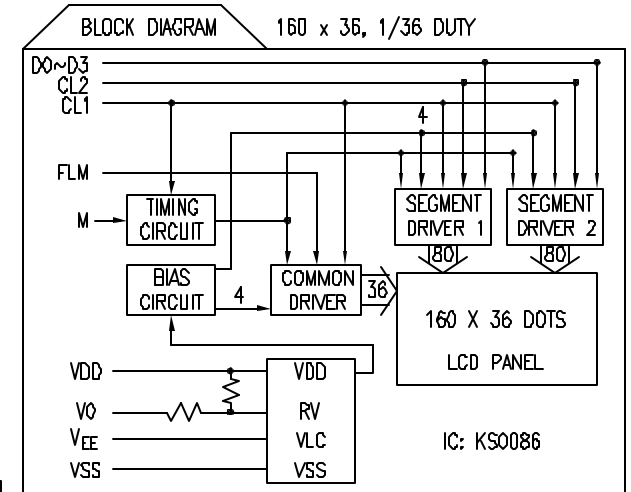 BLOCK DIAGRAM
160 x 36, 1/36 DUTY
D0~D3
CL2
CL1
4
FLM
M
TIMING
CIRCUIT
SEGMENT
DRIVER 1
SEGMENT
DRIVER 2
80
80
BIAS
CIRCUIT
4
COMMON
DRIVER
36
160 X 36 DOTS
LCD PANEL
VDD
VDD
V0
RV
VEE
VLC
VSS
VSS
IC: KS0086